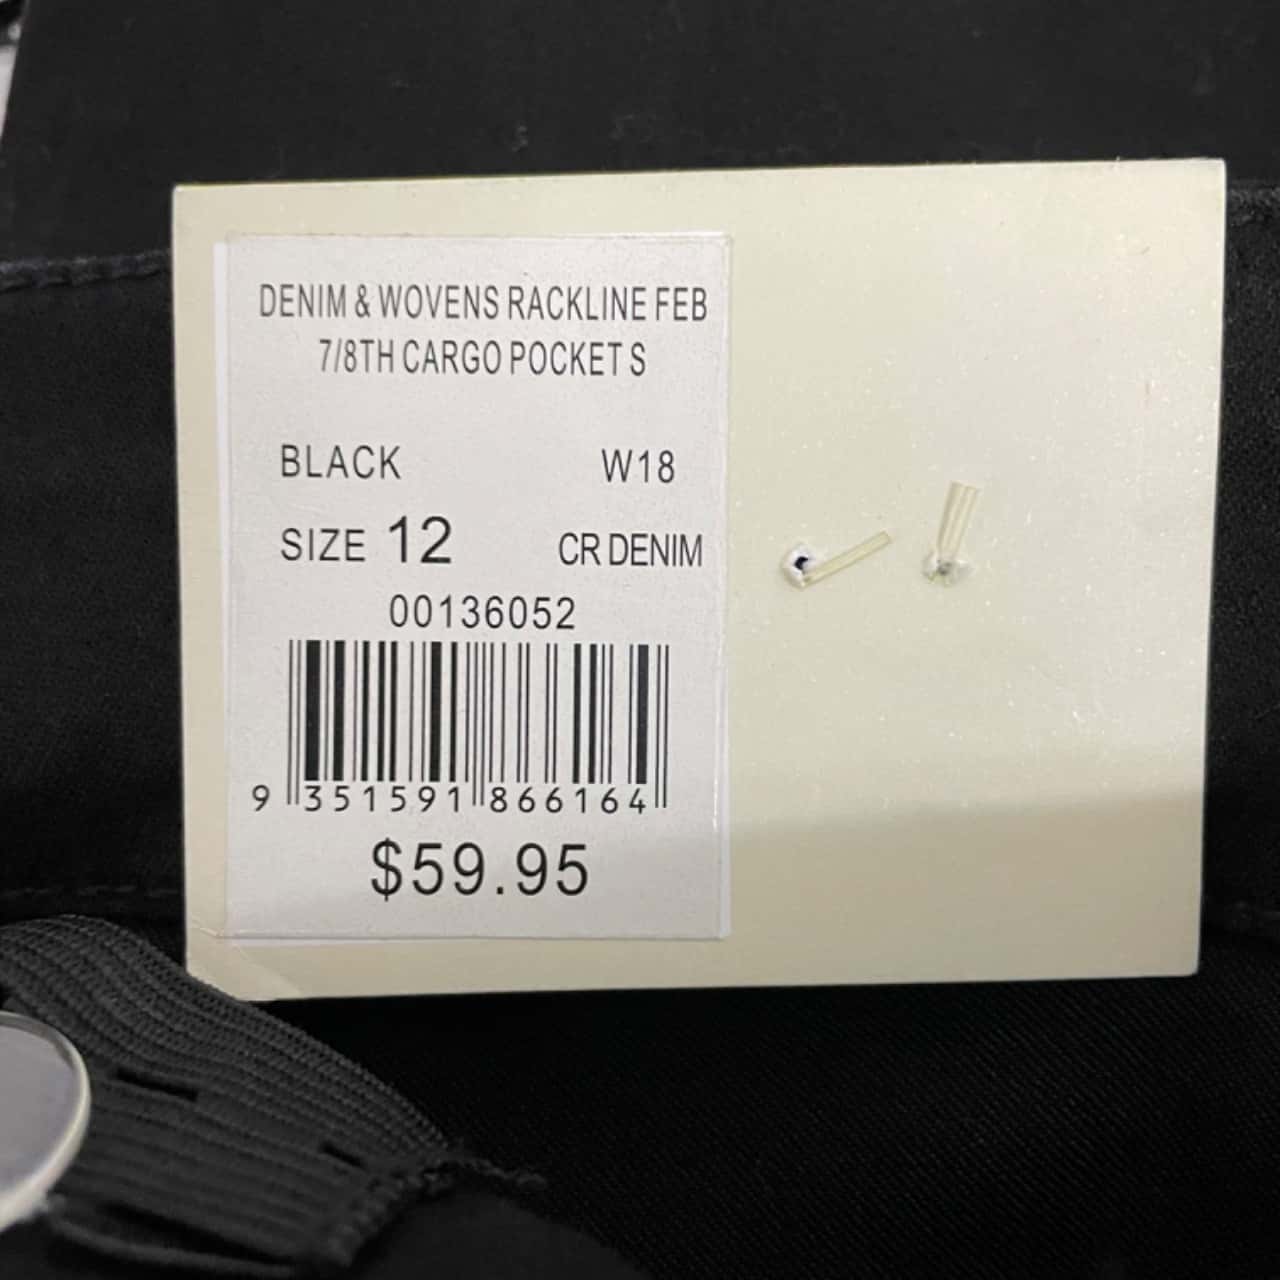 DENIM & WOVENS RACKLINE FEB
7/8TH CARGO POCKET S
BLACK W18
SIZE 12 CR DENIM
00136052
9 351591 866164
$59.95